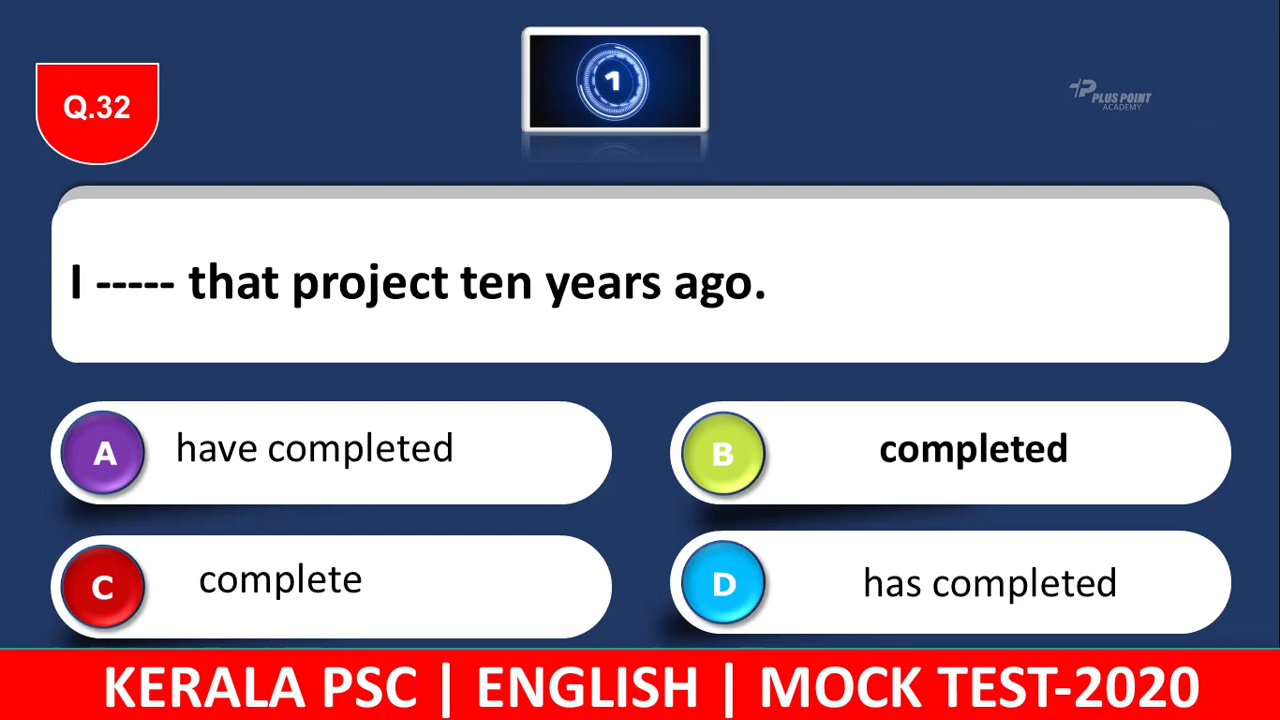 1
Q.32
PLUS POINT
ACADEMY
I ----- that project ten years ago.
A have completed
B completed
C complete
D has completed
KERALA PSC | ENGLISH | MOCK TEST-2020